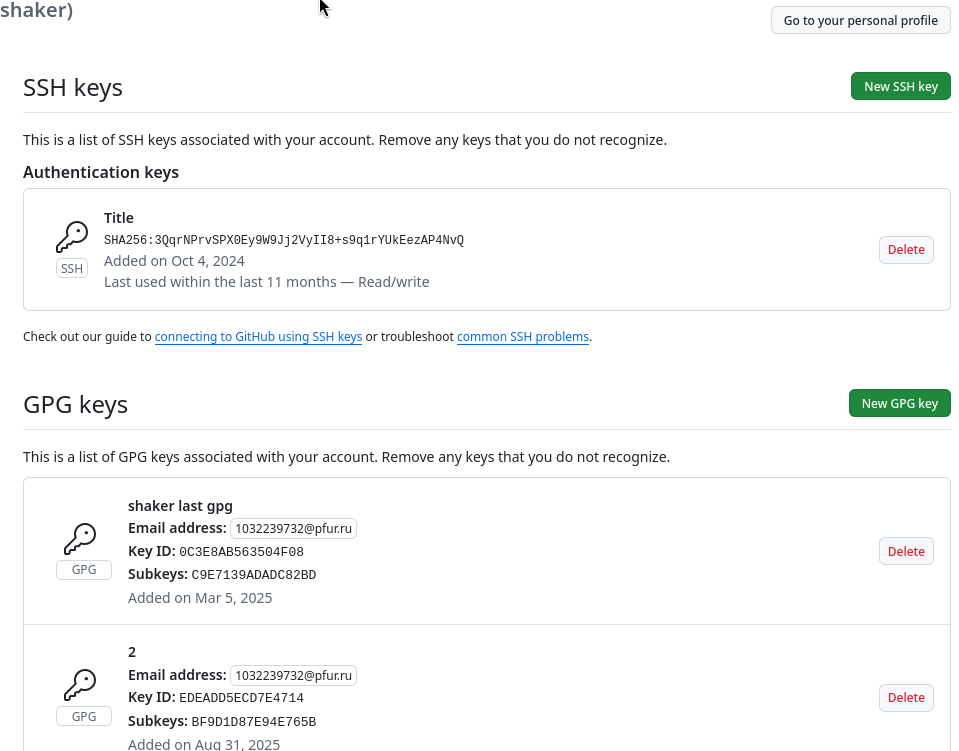 shaker)
Go to your personal profile
SSH keys
New SSH key
This is a list of SSH keys associated with your account. Remove any keys that you do not recognize.
Authentication keys
Title
SHA256:3QqrNPrvSPX0Ey9W9Jj2VyII8+s9q1rYUkEezAP4NvQ
SSH
Added on Oct 4, 2024
Last used within the last 11 months — Read/write
Delete
Check out our guide to connecting to GitHub using SSH keys or troubleshoot common SSH problems.
GPG keys
New GPG key
This is a list of GPG keys associated with your account. Remove any keys that you do not recognize.
shaker last gpg
Email address: 1032239732@pfur.ru
Key ID: 0C3E8AB563504F08
GPG
Subkeys: C9E7139ADADC82BD
Added on Mar 5, 2025
Delete
2
Email address: 1032239732@pfur.ru
Key ID: EDEADD5ECD7E4714
GPG
Subkeys: BF9D1D87E94E765B
Added on Aug 31, 2025
Delete